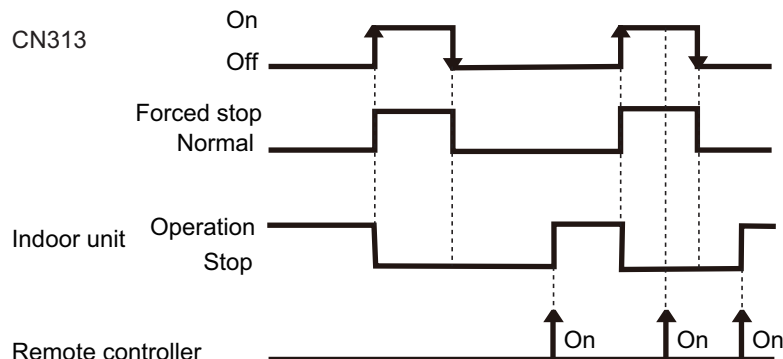 CN313
On
Off
Forced stop
Normal
Indoor unit
Operation
Stop
Remote controller
On
On
On